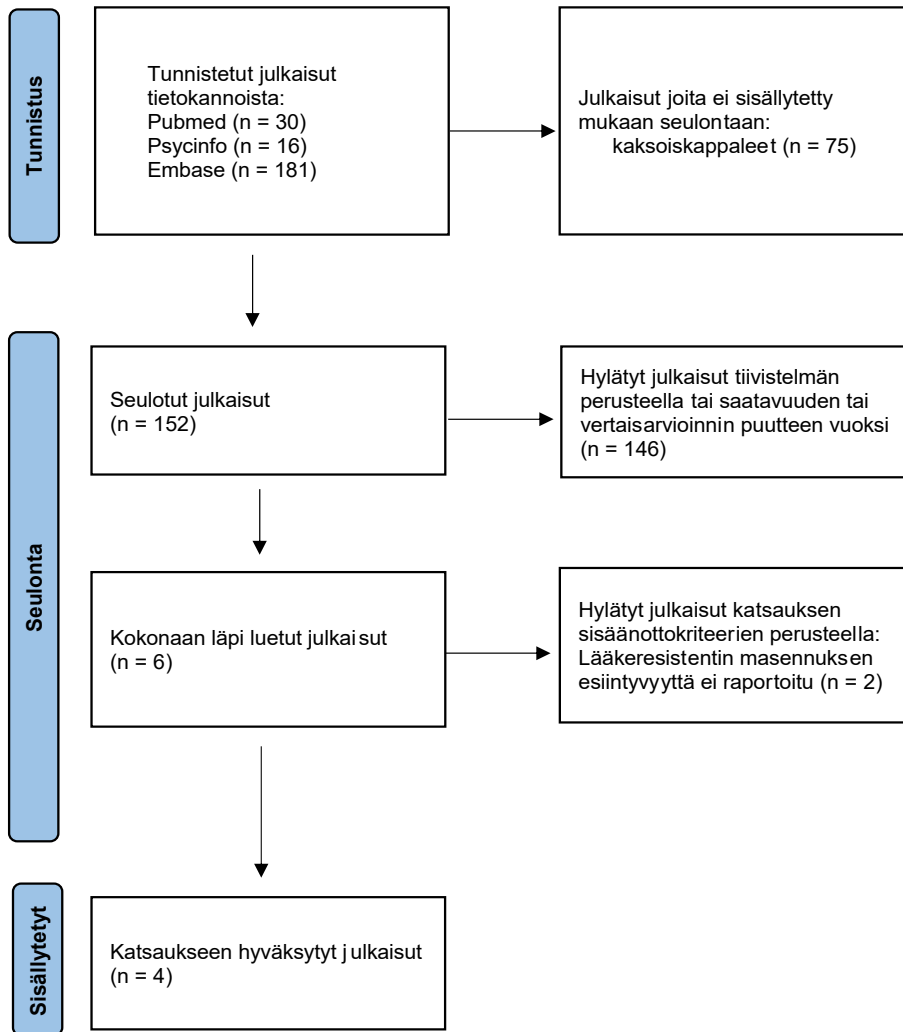 Tunnistus
Tunnistetut julkaisut
tietokannoista:
Pubmed (n = 30)
Psycinfo (n = 16)
Embase (n = 181)
Julkaisut joita ei sisällytetty
mukaan seulontaan:
kaksoiskappaleet (n = 75)
Seulonta
Seulotut julkaisut
(n = 152)
Hylätyt julkaisut tiivistelmän
perusteella tai saatavuuden tai
vertaisarvioinnin puutteen vuoksi
(n = 146)
Kokonaan läpi luetut julkaisut
(n = 6)
Hylätyt julkaisut katsauksen
sisäänottokriteerien perusteella:
Lääkeresistentin masennuksen
esiintyvyyttä ei raportoitu (n = 2)
Sisällytetyt
Katsaukseen hyväksytyt julkaisut
(n = 4)